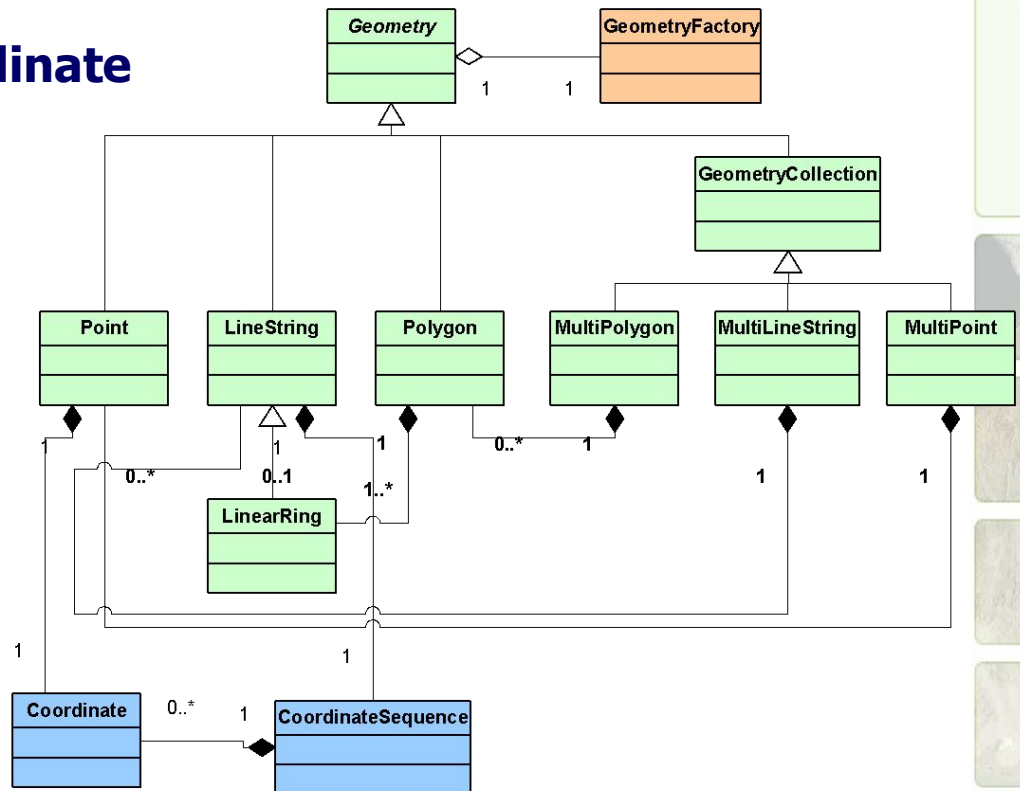 Geometry
GeometryFactory
1
1
GeometryCollection
Point
LineString
Polygon
MultiPolygon
MultiLineString
MultiPoint
1
1
1
0..*
1
0..*
0..1
1..*
1
1
LinearRing
1
1
Coordinate
0..*
1
CoordinateSequence